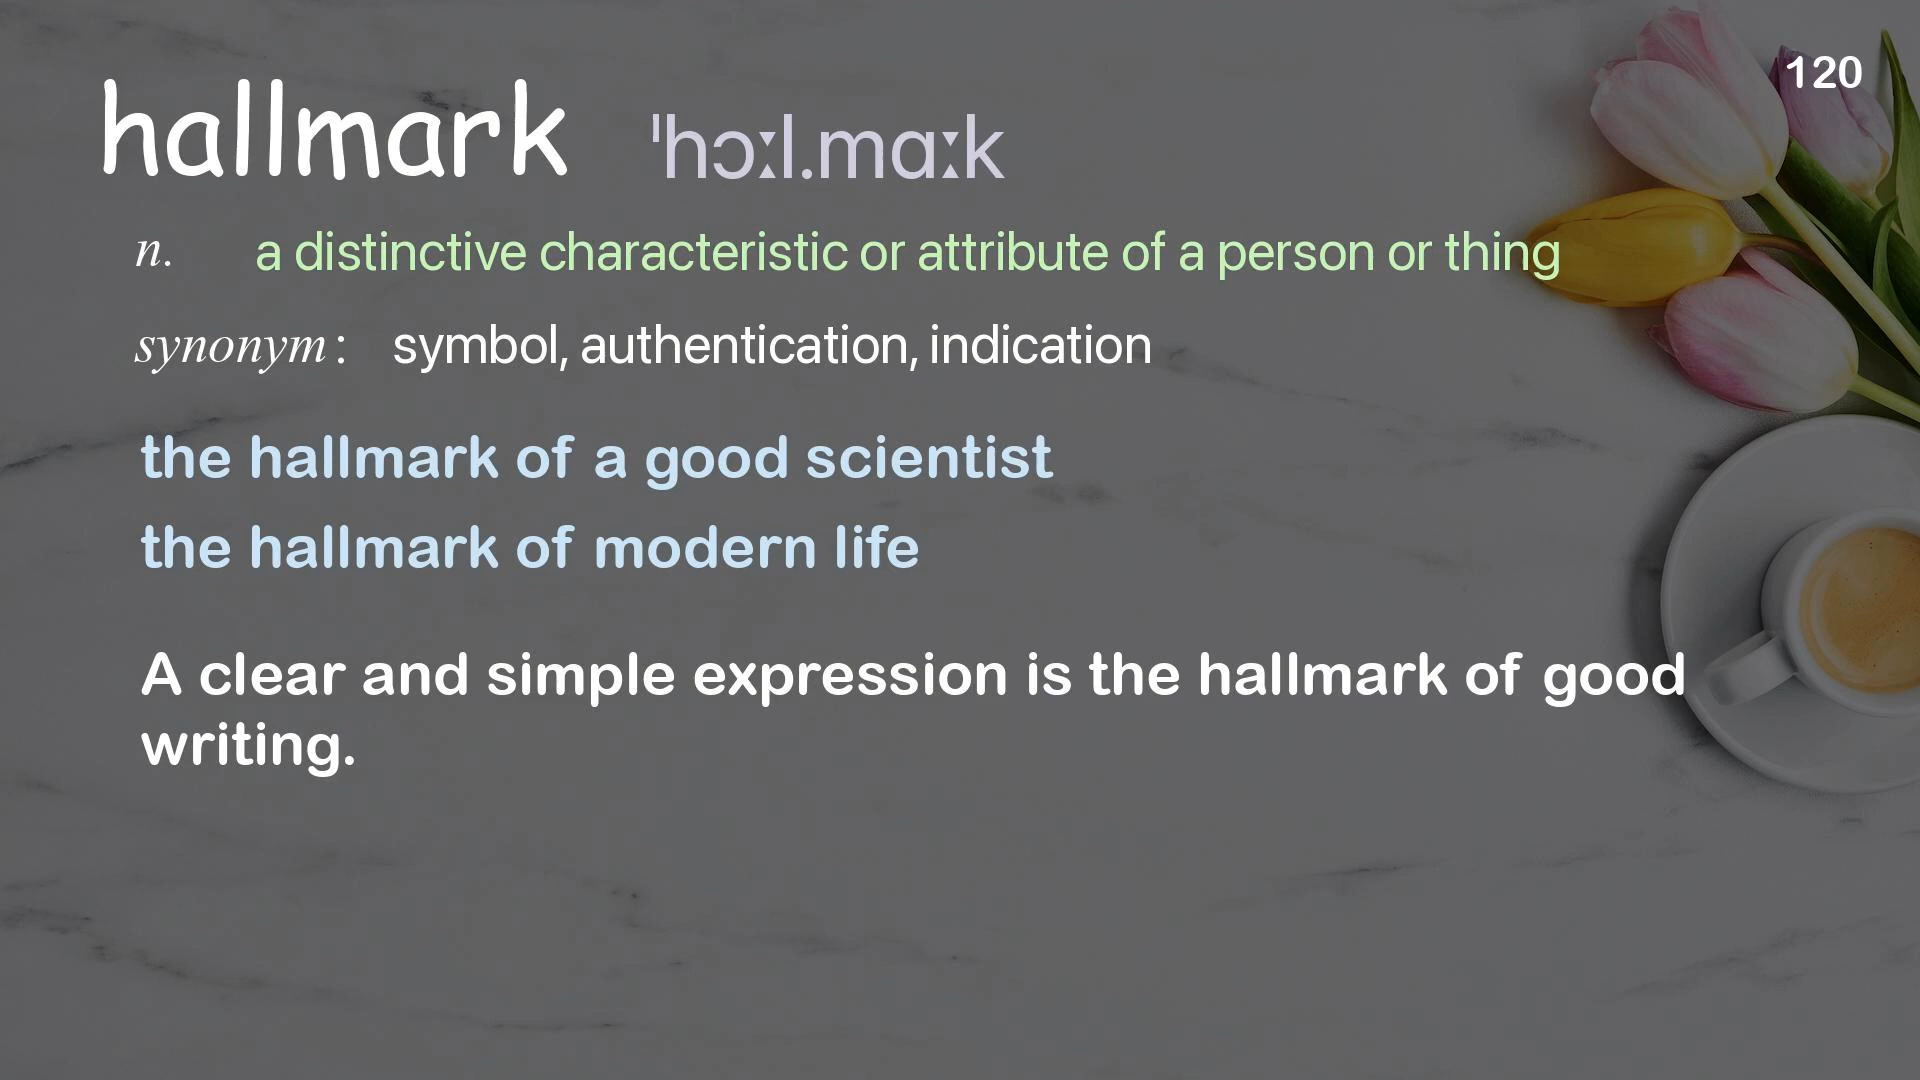 120
hallmark ˈhɔːl.mɑːk
n. a distinctive characteristic or attribute of a person or thing
synonym: symbol, authentication, indication
the hallmark of a good scientist
the hallmark of modern life
A clear and simple expression is the hallmark of good
writing.